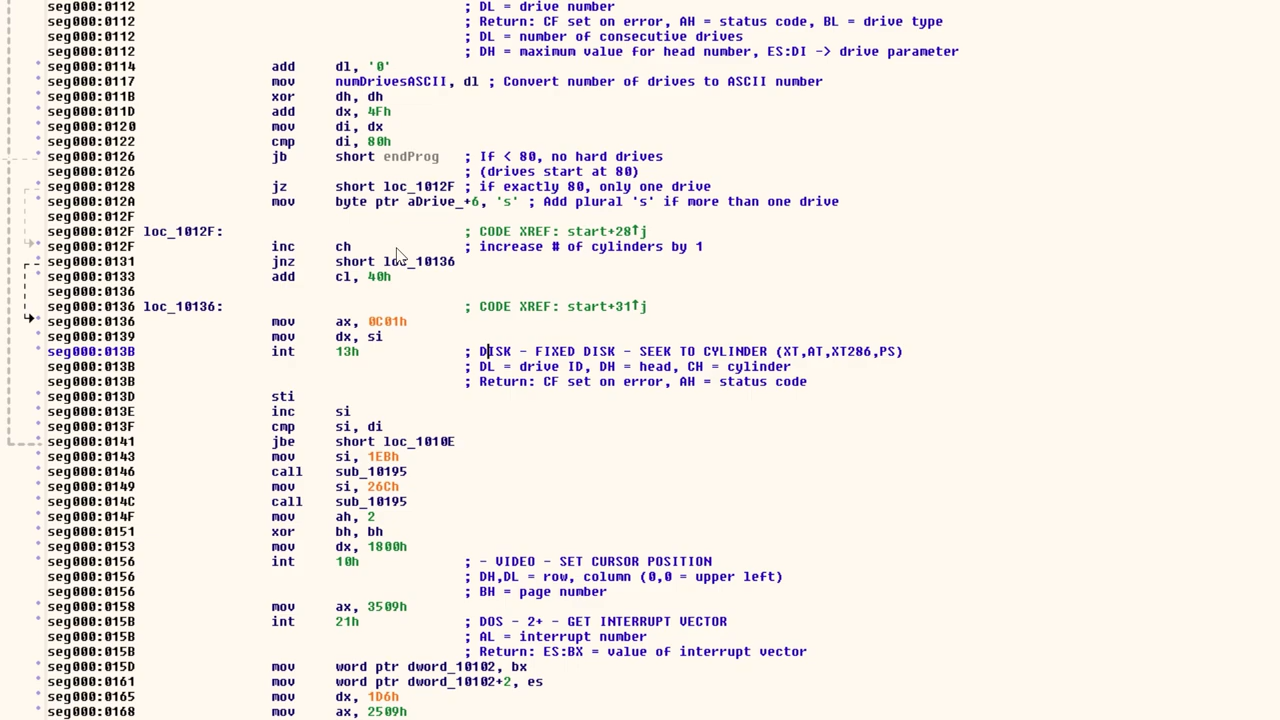 seg000:0112 ; DL = drive number
seg000:0112 ; Return: CF set on error, AH = status code, BL = drive type
seg000:0112 ; DL = number of consecutive drives
seg000:0112 ; DH = maximum value for head number, ES:DI -> drive parameter
seg000:0114 add dl, '0'
seg000:0117 mov numDrivesASCII, dl ; Convert number of drives to ASCII number
seg000:011B xor dh, dh
seg000:011D add dx, 4Fh
seg000:0120 mov di, dx
seg000:0122 cmp di, 80h
seg000:0126 jb short endProg ; If < 80, no hard drives
seg000:0126 ; (drives start at 80)
seg000:0128 jz short loc_1012F ; if exactly 80, only one drive
seg000:012A mov byte ptr aDrive_+6, 's' ; Add plural 's' if more than one drive
seg000:012F
seg000:012F loc_1012F: ; CODE XREF: start+28↑j
seg000:012F inc ch ; increase # of cylinders by 1
seg000:0131 jnz short loc_10136
seg000:0133 add cl, 40h
seg000:0136
seg000:0136 loc_10136: ; CODE XREF: start+31↑j
seg000:0136 mov ax, 0C01h
seg000:0139 mov dx, si
seg000:013B int 13h ; DISK - FIXED DISK - SEEK TO CYLINDER (XT,AT,XT286,PS)
seg000:013B ; DL = drive ID, DH = head, CH = cylinder
seg000:013B ; Return: CF set on error, AH = status code
seg000:013D sti
seg000:013E inc si
seg000:013F cmp si, di
seg000:0141 jbe short loc_1010E
seg000:0143 mov si, 1EBh
seg000:0146 call sub_10195
seg000:0149 mov si, 26Ch
seg000:014C call sub_10195
seg000:014F mov ah, 2
seg000:0151 xor bh, bh
seg000:0153 mov dx, 1800h
seg000:0156 int 10h ; - VIDEO - SET CURSOR POSITION
seg000:0156 ; DH,DL = row, column (0,0 = upper left)
seg000:0156 ; BH = page number
seg000:0158 mov ax, 3509h
seg000:015B int 21h ; DOS - 2+ - GET INTERRUPT VECTOR
seg000:015B ; AL = interrupt number
seg000:015B ; Return: ES:BX = value of interrupt vector
seg000:015D mov word ptr dword_10102, bx
seg000:0161 mov word ptr dword_10102+2, es
seg000:0165 mov dx, 1D6h
seg000:0168 mov ax, 2509h